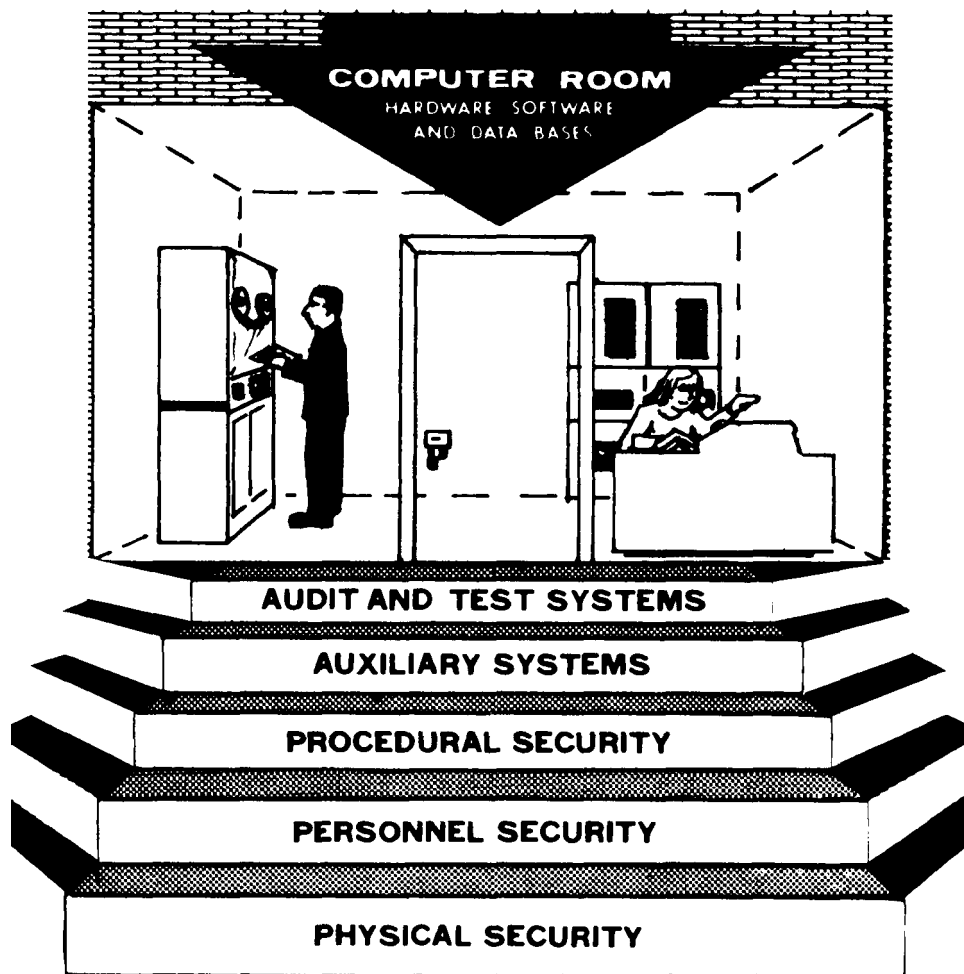 COMPUTER ROOM
HARDWARE SOFTWARE
AND DATA BASES
AUDIT AND TEST SYSTEMS
AUXILIARY SYSTEMS
PROCEDURAL SECURITY
PERSONNEL SECURITY
PHYSICAL SECURITY